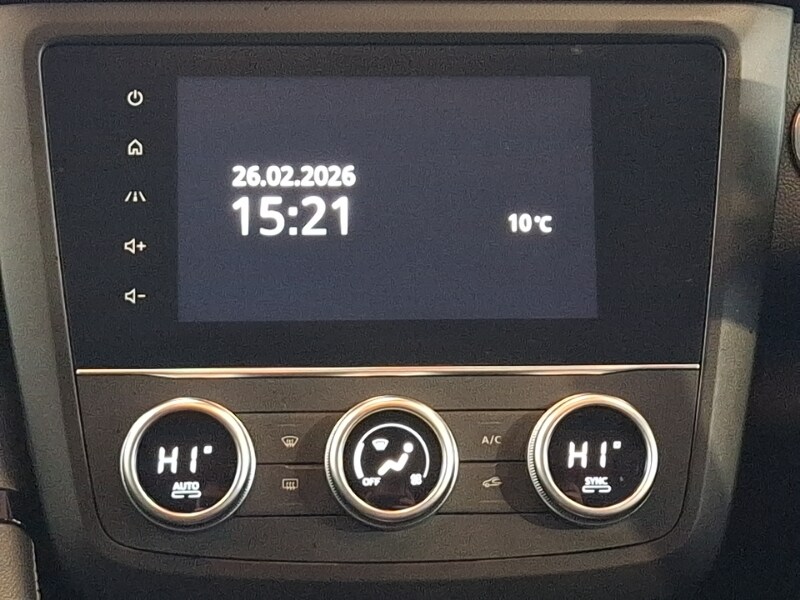 26.02.2026
15:21
10°C
HI°
AUTO
OFF
A/C
HI°
SYNC